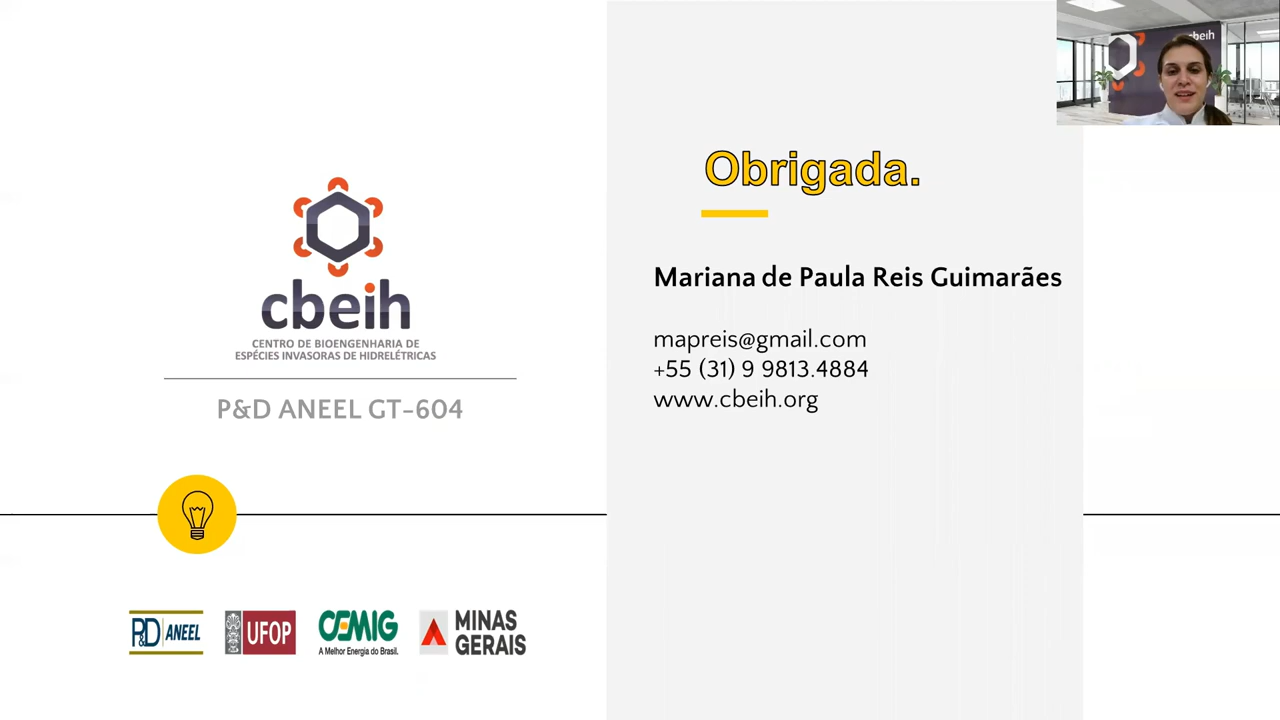 cbeih
CENTRO DE BIOENGENHARIA DE
ESPÉCIES INVASORAS DE HIDRELÉTRICAS
P&D ANEEL GT-604
P&D ANEEL
UFOP
CEMIG
A Melhor Energia do Brasil.
MINAS
GERAIS
Obrigada.
Mariana de Paula Reis Guimarães
mapreis@gmail.com
+55 (31) 9 9813.4884
www.cbeih.org
cbeih